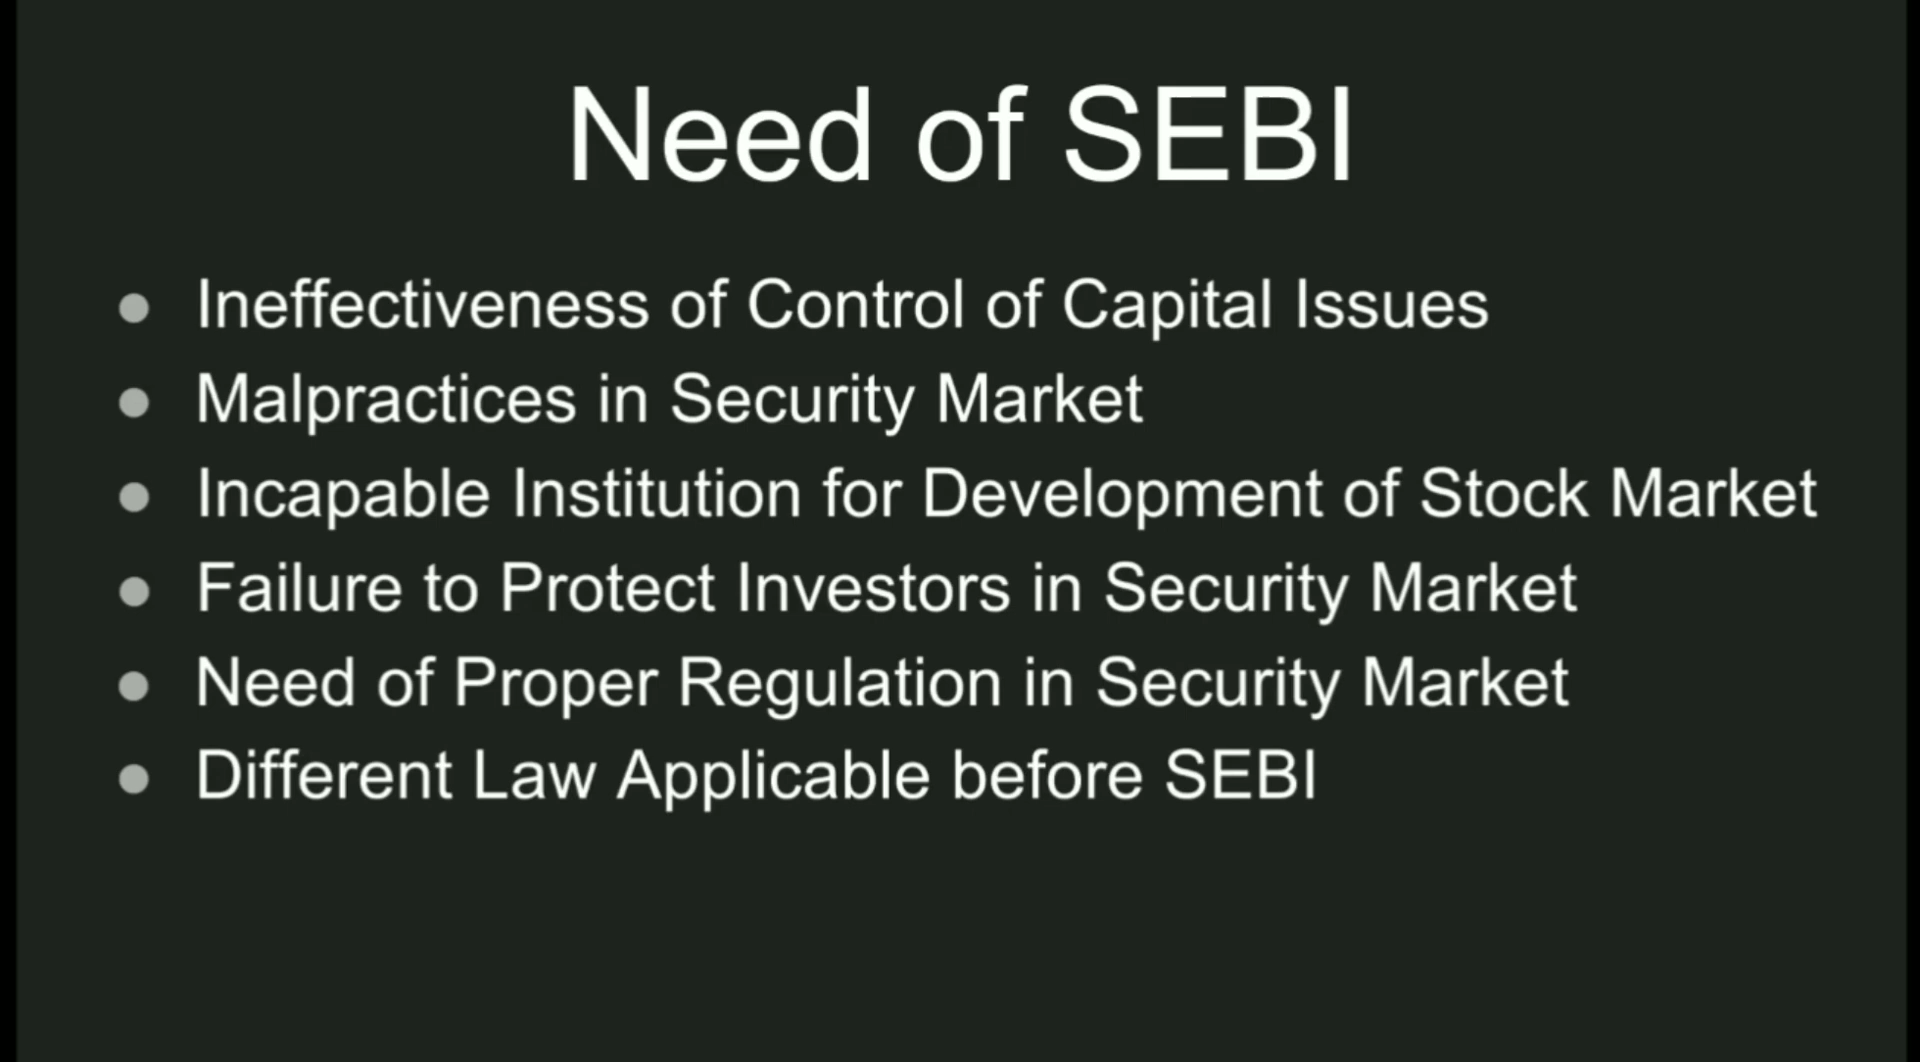 Need of SEBI
● Ineffectiveness of Control of Capital Issues
● Malpractices in Security Market
● Incapable Institution for Development of Stock Market
● Failure to Protect Investors in Security Market
● Need of Proper Regulation in Security Market
● Different Law Applicable before SEBI